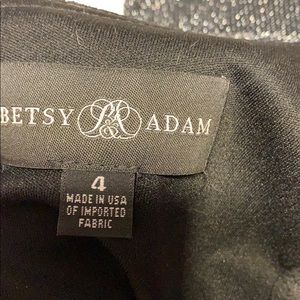 BETSY B&A ADAM
4
MADE IN USA
OF IMPORTED
FABRIC